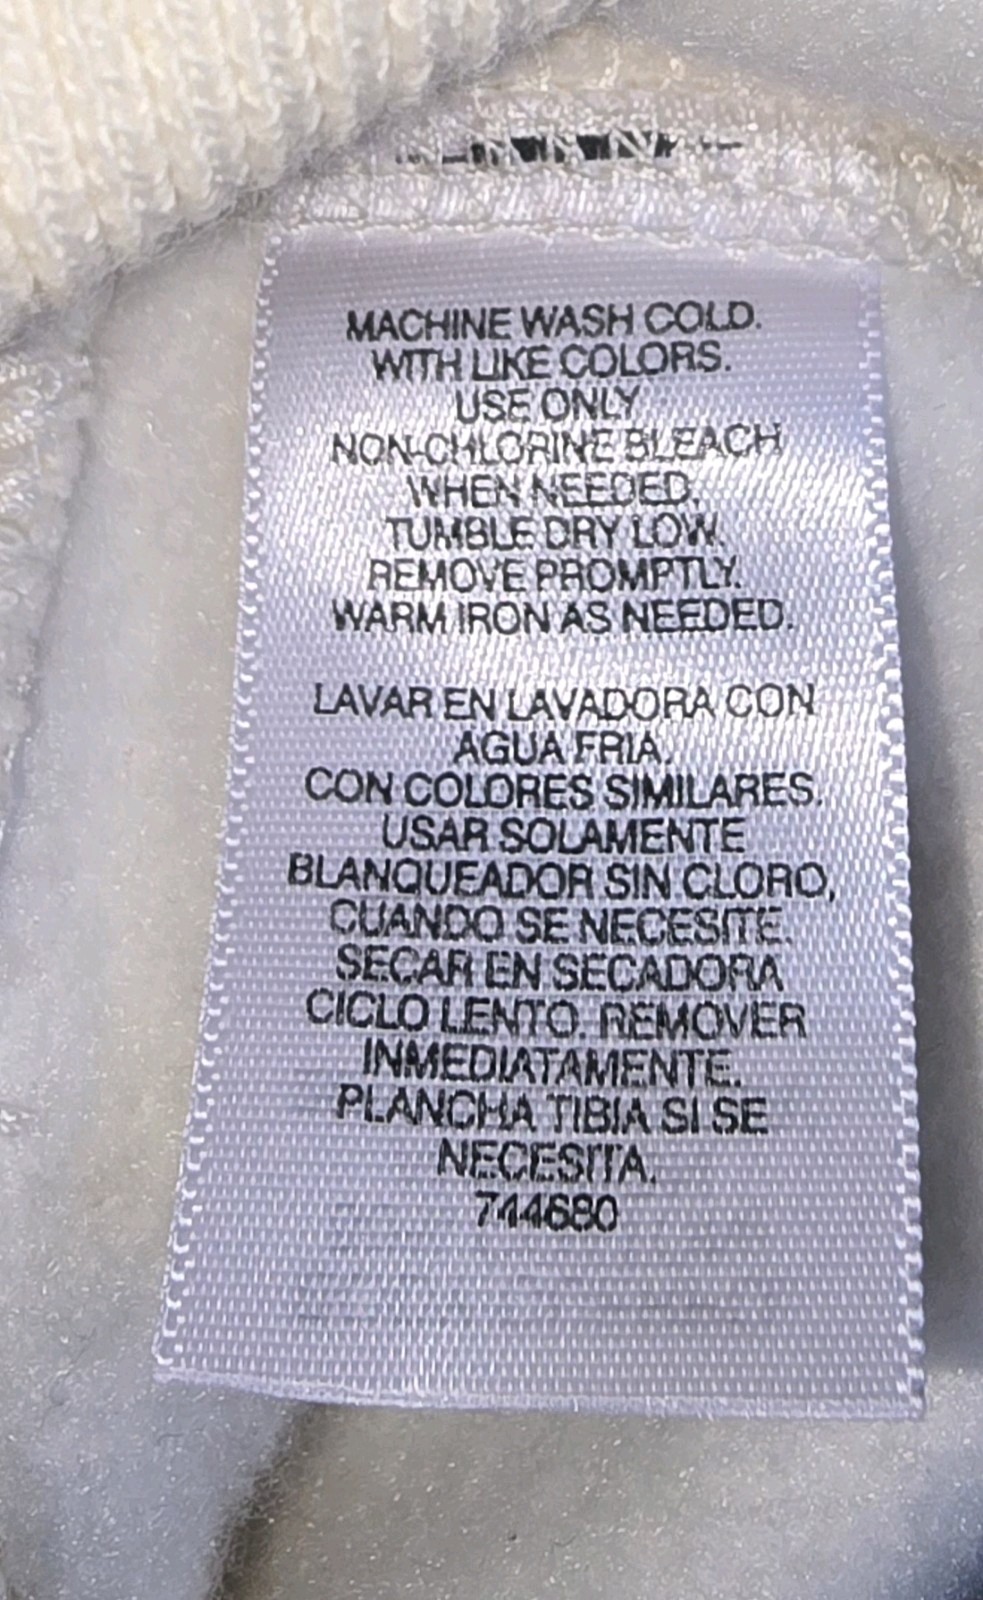 MACHINE WASH COLD.
WITH LIKE COLORS.
USE ONLY
NON-CHLORINE BLEACH
WHEN NEEDED.
TUMBLE DRY LOW.
REMOVE PROMPTLY.
WARM IRON AS NEEDED.
LAVAR EN LAVADORA CON
AGUA FRIA.
CON COLORES SIMILARES.
USAR SOLAMENTE
BLANQUEADOR SIN CLORO,
CUANDO SE NECESITE.
SECAR EN SECADORA
CICLO LENTO. REMOVER
INMEDIATAMENTE.
PLANCHA TIBIA SI SE
NECESITA.
744680